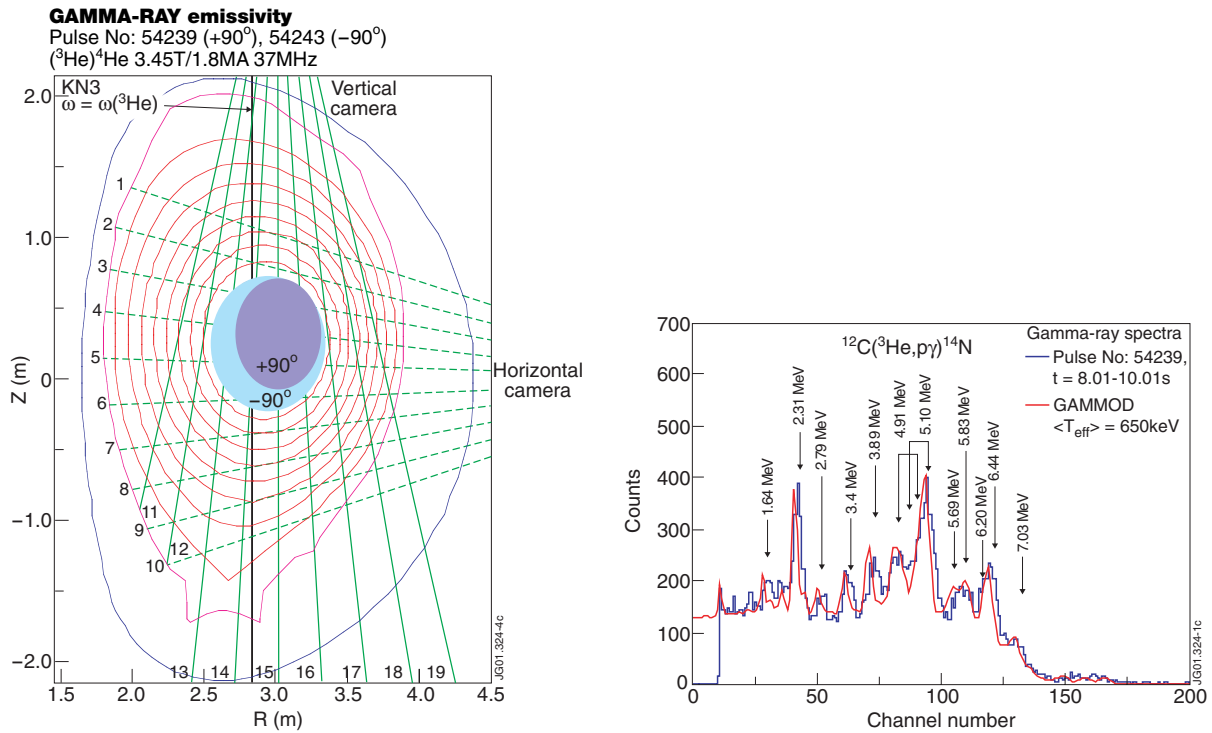 GAMMA-RAY emissivity
Pulse No: 54239 (+90°), 54243 (−90°)
(³He)⁴He 3.45T/1.8MA 37MHz
KN3
ω = ω(³He)
Vertical
camera
2.0
1.0
0
−1.0
−2.0
Z (m)
1
2
3
4
5
6
7
8
11
9
12
10
+90°
−90°
Horizontal
camera
13
14
15
16
17
18
19
1.5
2.0
2.5
3.0
3.5
4.0
4.5
R (m)
JG01.324-4c
700
600
500
400
300
200
100
0
Counts
¹²C(³He,pγ)¹⁴N
Gamma-ray spectra
Pulse No: 54239,
t = 8.01-10.01s
GAMMOD
<T_eff> = 650keV
1.64 MeV
2.31 MeV
2.79 MeV
3.4 MeV
3.89 MeV
4.91 MeV
5.10 MeV
5.69 MeV
5.83 MeV
6.20 MeV
6.44 MeV
7.03 MeV
0
50
100
150
200
Channel number
JG01.324-1c